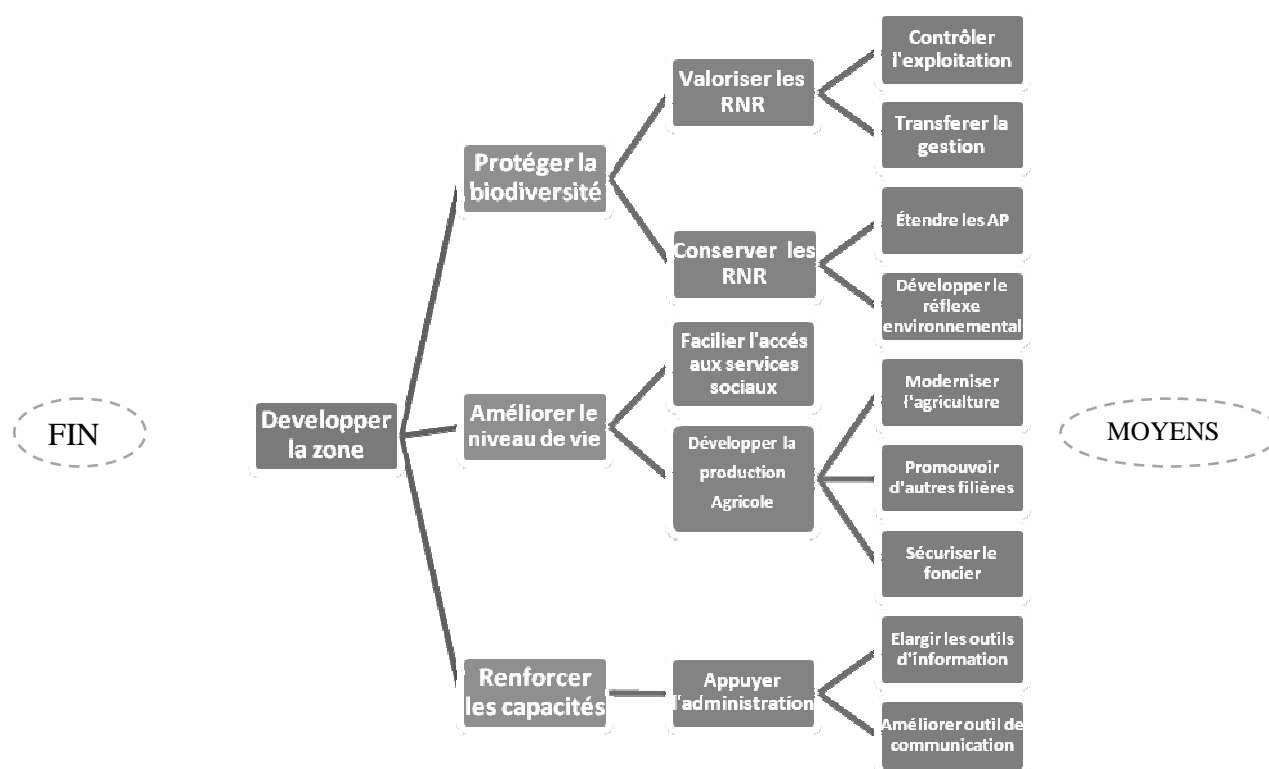 FIN
Developper
la zone
Protéger la
biodiversité
Valoriser les
RNR
Contrôler
l'exploitation
Transferer la
gestion
Conserver les
RNR
Étendre les AP
Développer le
réflexe
environnemental
Améliorer le
niveau de vie
Facilier l'accés
aux services
sociaux
Développer la
production
Agricole
Moderniser
l'agriculture
Promouvoir
d'autres filières
Sécuriser le
foncier
Renforcer
les capacités
Appuyer
l'administration
Elargir les outils
d'information
Améliorer outil de
communication
MOYENS